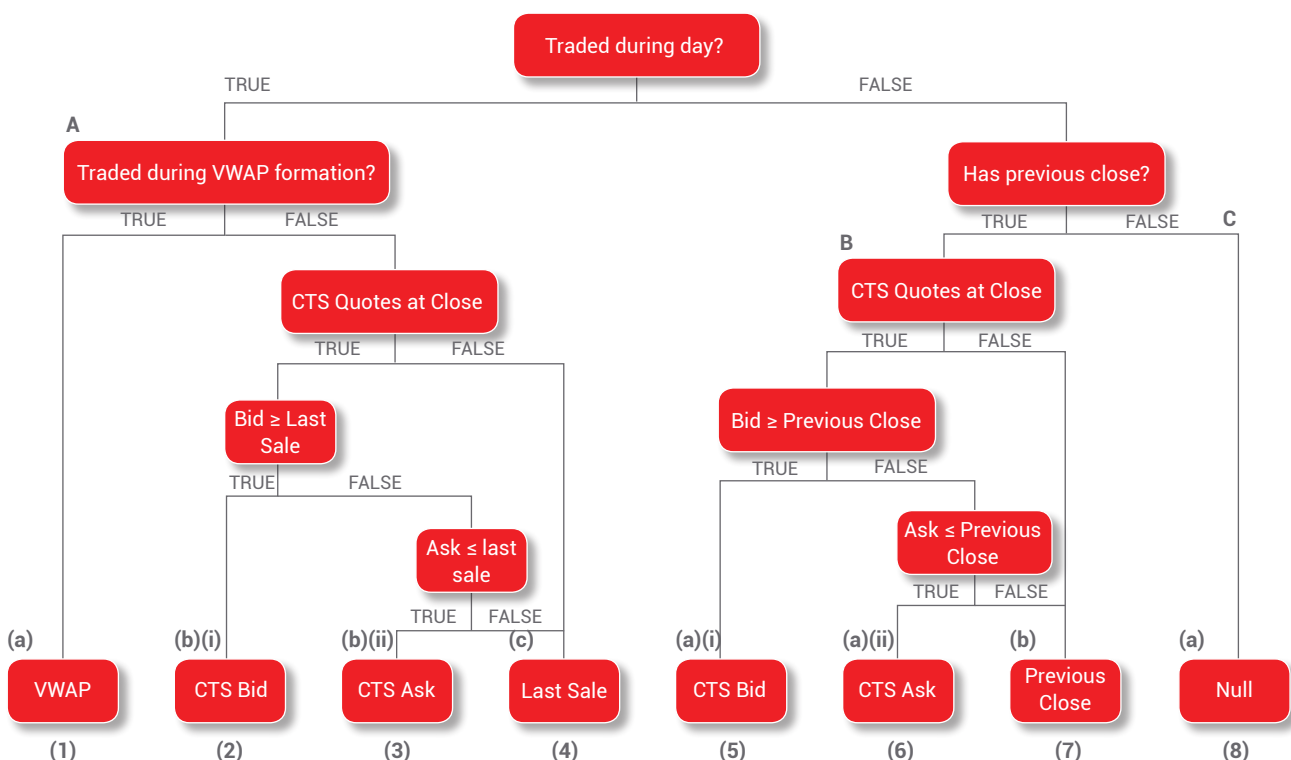 Traded during day?
TRUE
FALSE
A
Traded during VWAP formation?
Has previous close?
TRUE
FALSE
TRUE
FALSE
C
B
CTS Quotes at Close
CTS Quotes at Close
TRUE
FALSE
TRUE
FALSE
Bid ≥ Last
Sale
Bid ≥ Previous Close
TRUE
FALSE
TRUE
FALSE
Ask ≤ last
sale
Ask ≤ Previous
Close
TRUE
FALSE
TRUE
FALSE
(a)
(b)(i)
(b)(ii)
(c)
(a)(i)
(a)(ii)
(b)
(a)
VWAP
CTS Bid
CTS Ask
Last Sale
CTS Bid
CTS Ask
Previous
Close
Null
(1)
(2)
(3)
(4)
(5)
(6)
(7)
(8)